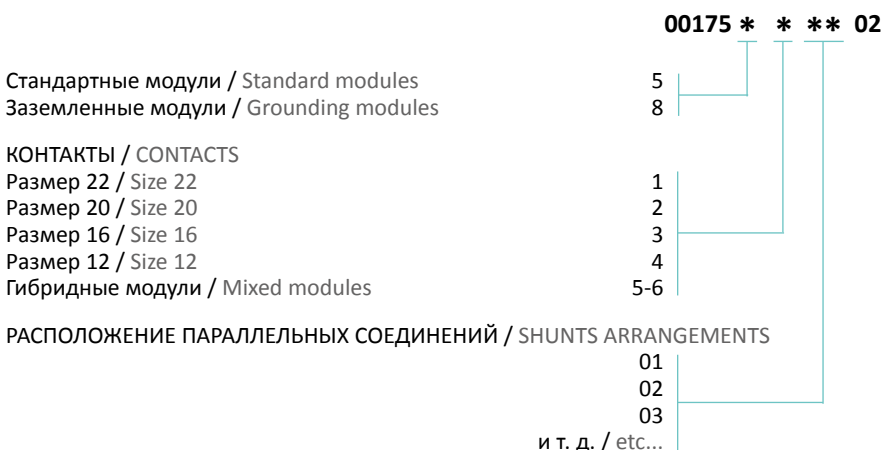 00175 * * ** 02
Стандартные модули / Standard modules 5
Заземленные модули / Grounding modules 8
КОНТАКТЫ / CONTACTS
Размер 22 / Size 22 1
Размер 20 / Size 20 2
Размер 16 / Size 16 3
Размер 12 / Size 12 4
Гибридные модули / Mixed modules 5-6
РАСПОЛОЖЕНИЕ ПАРАЛЛЕЛЬНЫХ СОЕДИНЕНИЙ / SHUNTS ARRANGEMENTS
01
02
03
и т. д. / etc...